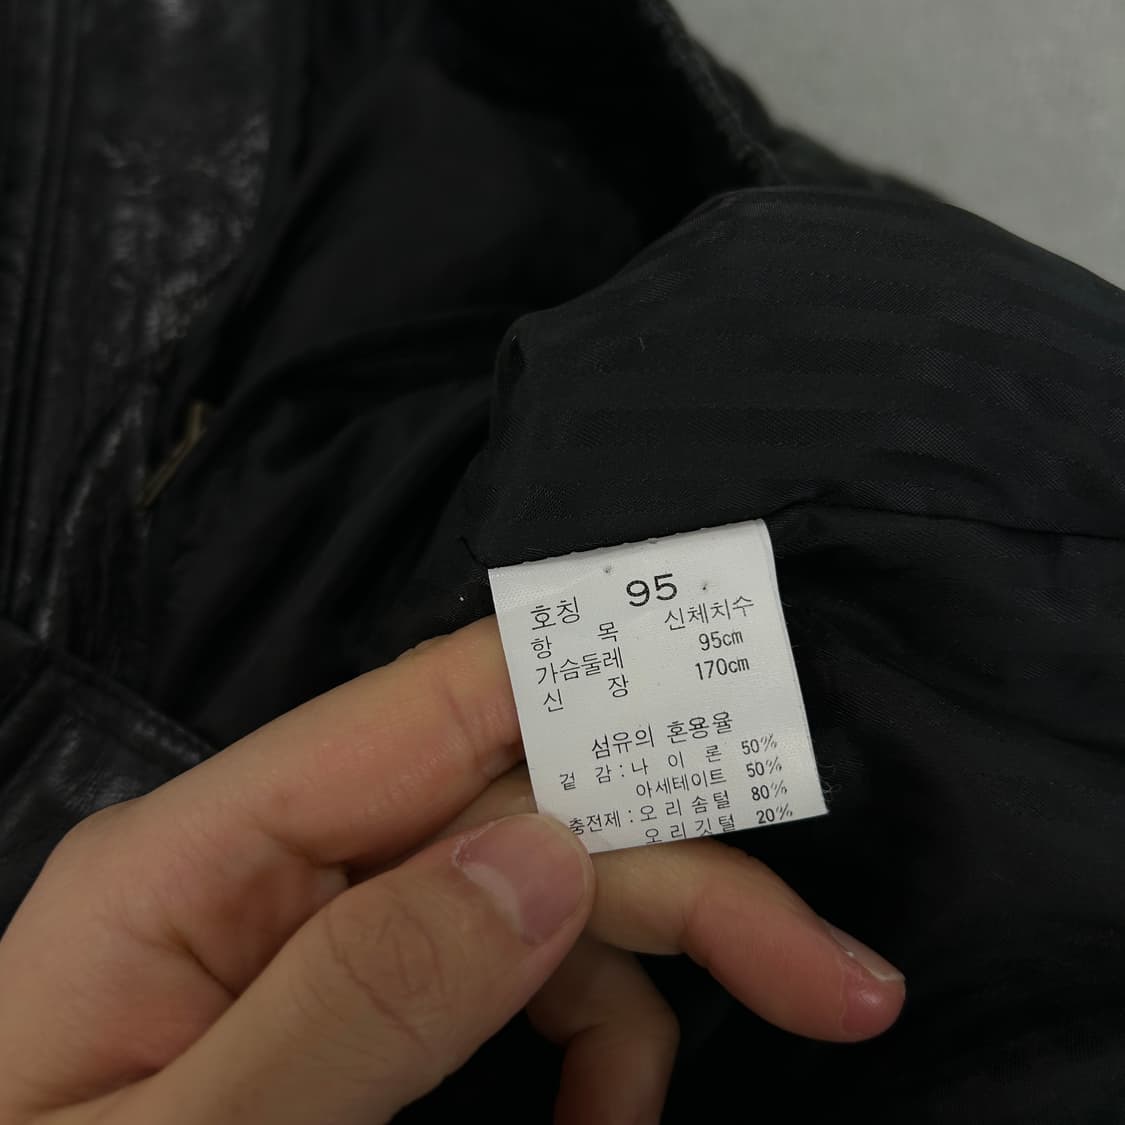 호칭 95
항 목 신체치수
가슴둘레 95cm
신 장 170cm
섬유의 혼용율
겉 감 : 나 이 론 50%
아세테이트 50%
충전제 : 오 리 솜 털 80%
오 리 깃 털 20%